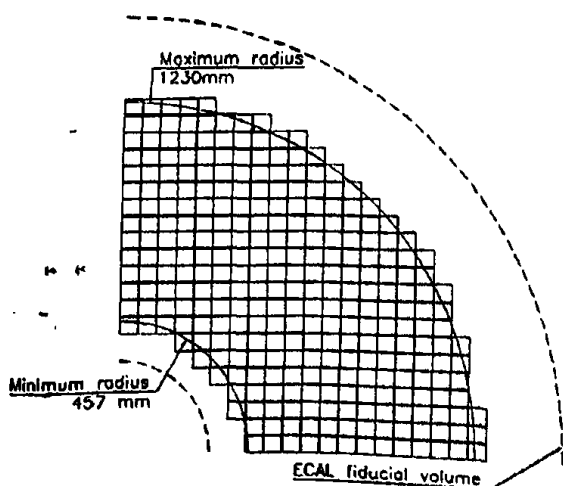 Maximum radius
1230mm
Minimum radius
457 mm
ECAL fiducial volume